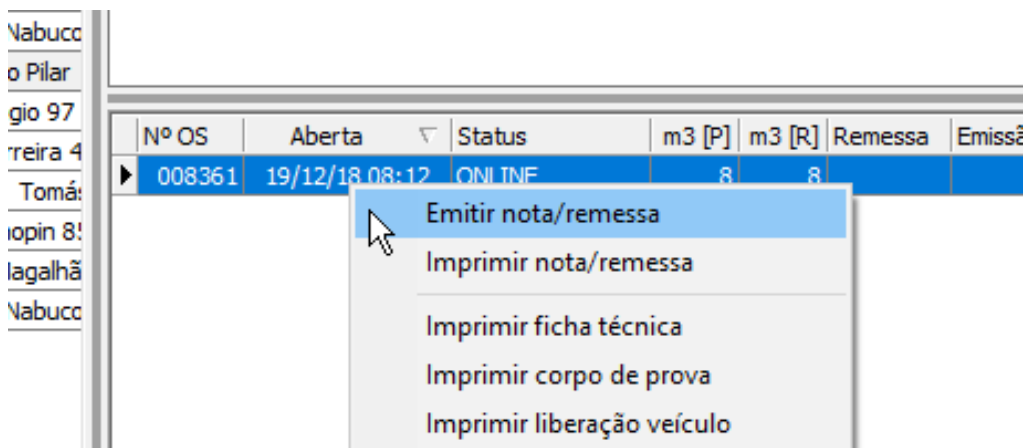 Nabuco
o Pilar
gio 97
rreira 4
Tomás
opin 8
lagalhã
Nabuco
Nº OS Aberta Status m3 [P] m3 [R] Remessa Emissã
008361 19/12/18 08:12 ONLINE 8 8
Emitir nota/remessa
Imprimir nota/remessa
Imprimir ficha técnica
Imprimir corpo de prova
Imprimir liberação veículo